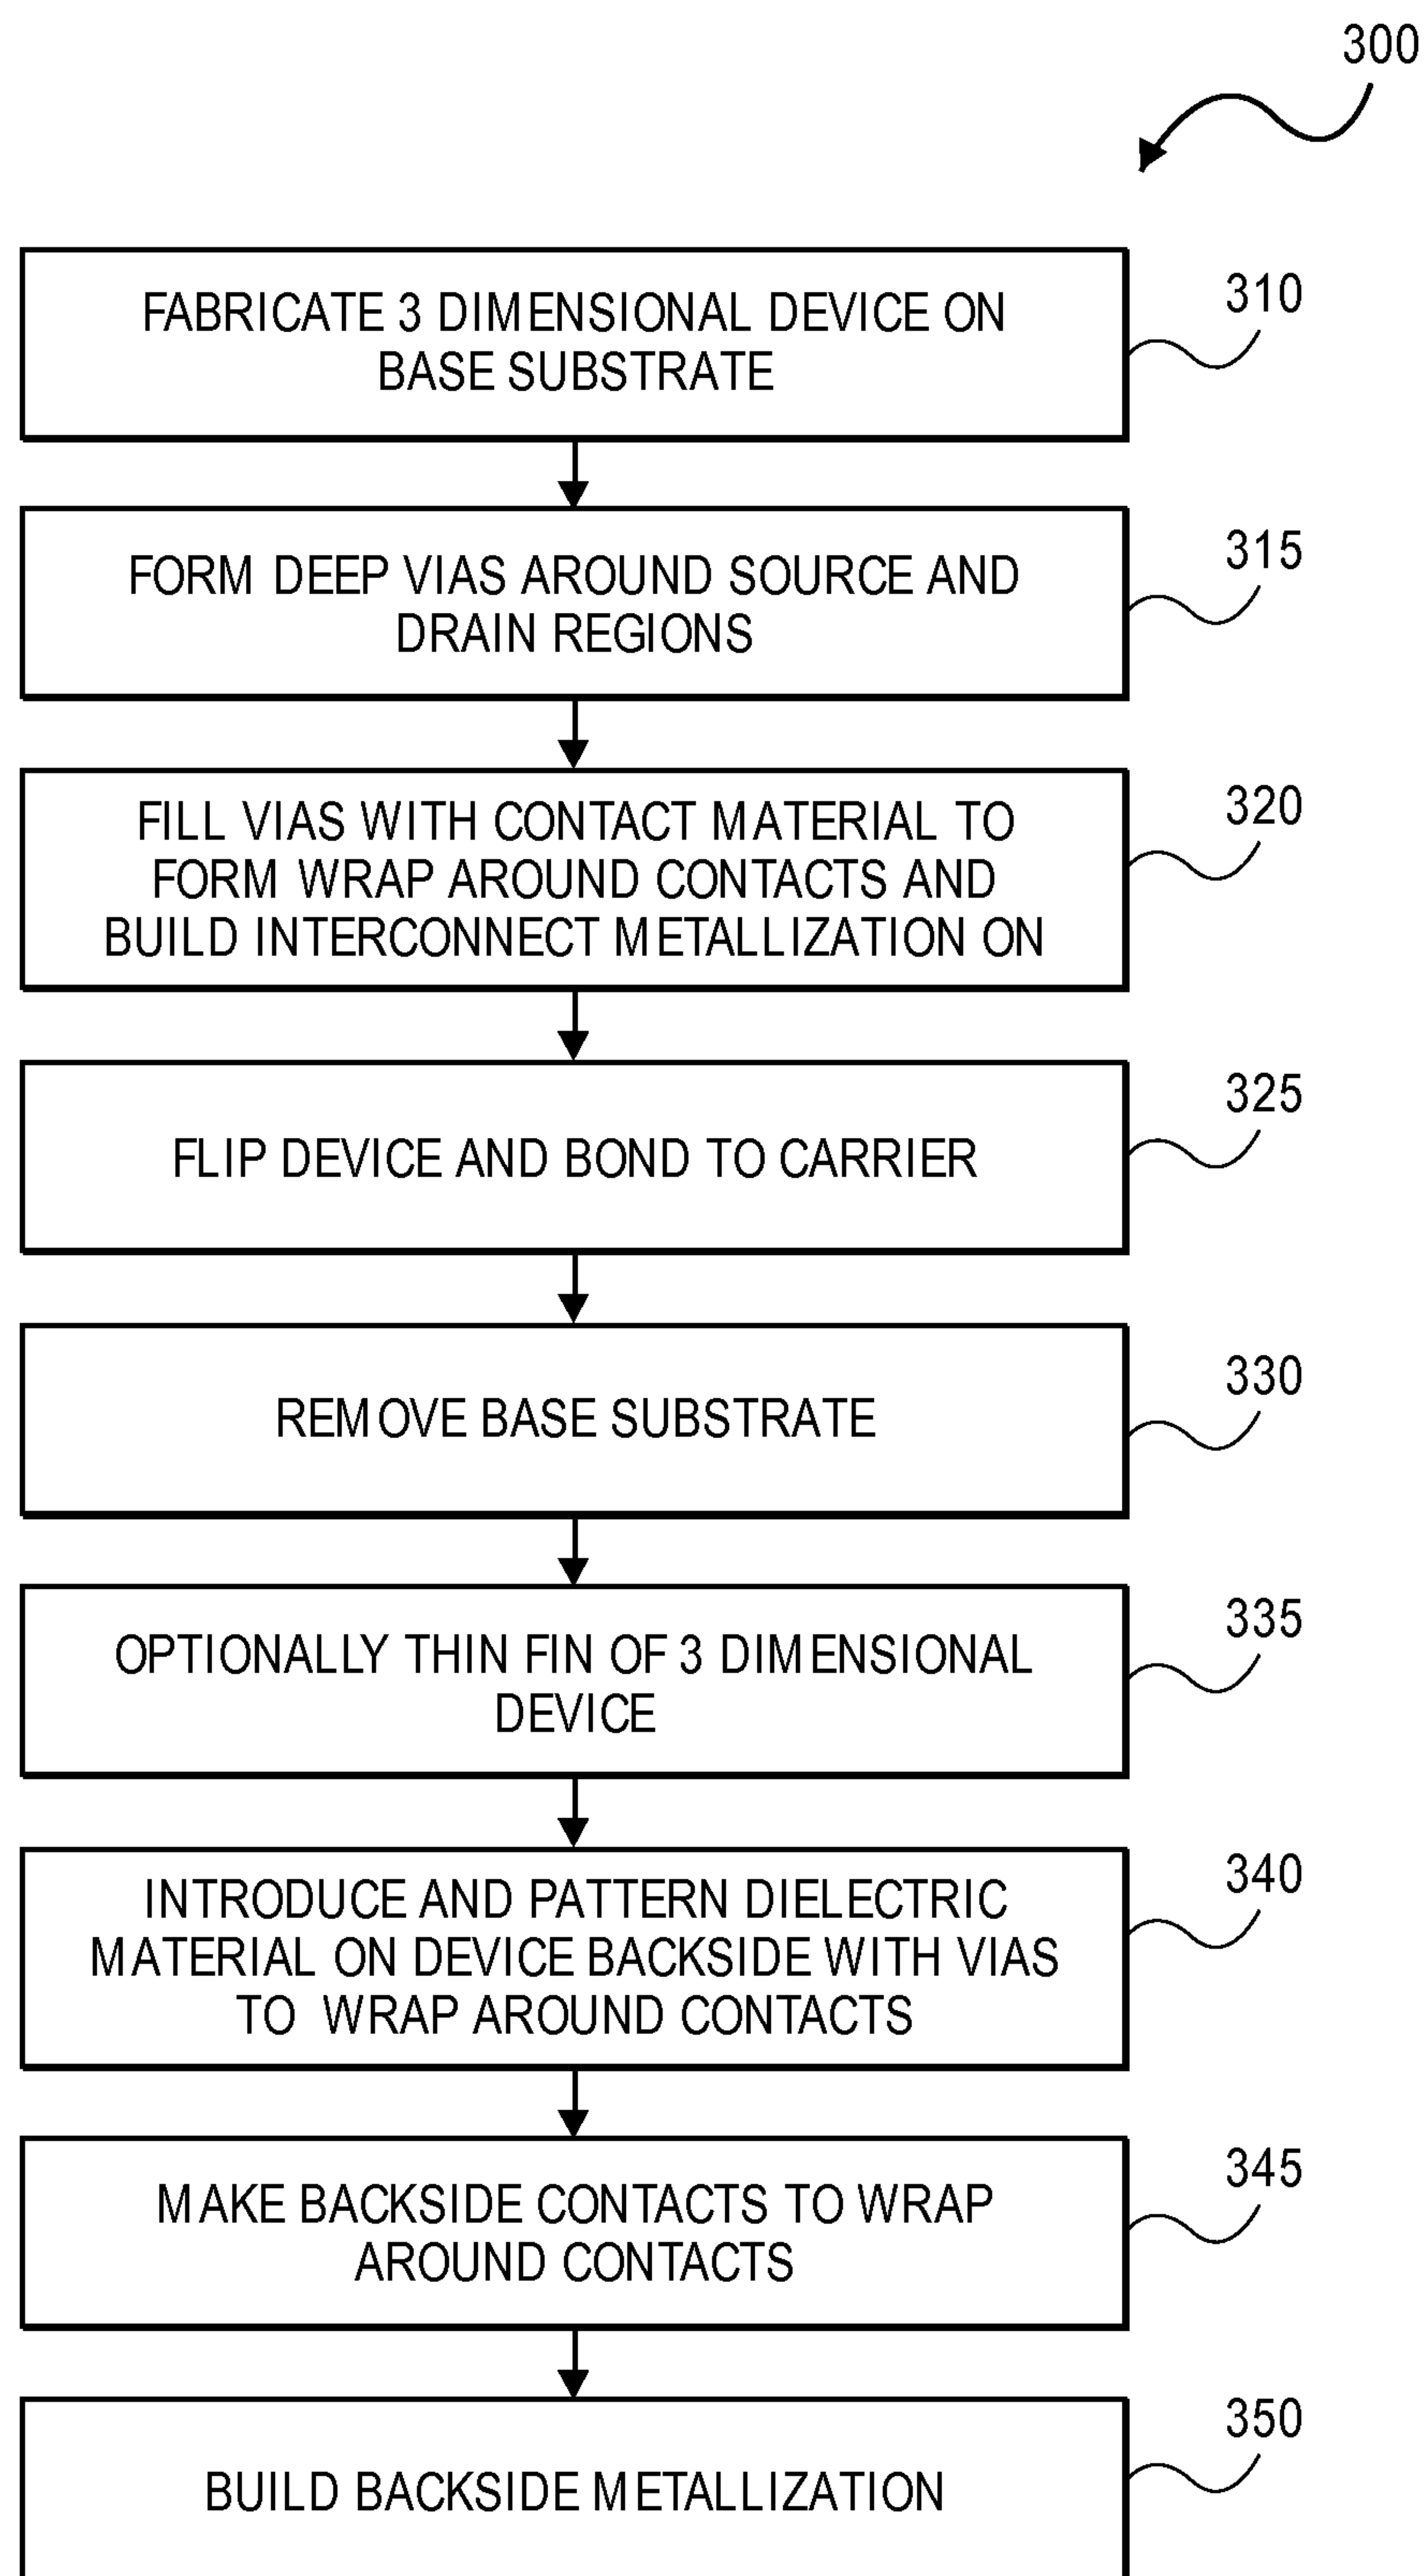 300
FABRICATE 3 DIMENSIONAL DEVICE ON
BASE SUBSTRATE
310
FORM DEEP VIAS AROUND SOURCE AND
DRAIN REGIONS
315
FILL VIAS WITH CONTACT MATERIAL TO
FORM WRAP AROUND CONTACTS AND
BUILD INTERCONNECT METALLIZATION ON
320
FLIP DEVICE AND BOND TO CARRIER
325
REMOVE BASE SUBSTRATE
330
OPTIONALLY THIN FIN OF 3 DIMENSIONAL
DEVICE
335
INTRODUCE AND PATTERN DIELECTRIC
MATERIAL ON DEVICE BACKSIDE WITH VIAS
TO WRAP AROUND CONTACTS
340
MAKE BACKSIDE CONTACTS TO WRAP
AROUND CONTACTS
345
BUILD BACKSIDE METALLIZATION
350